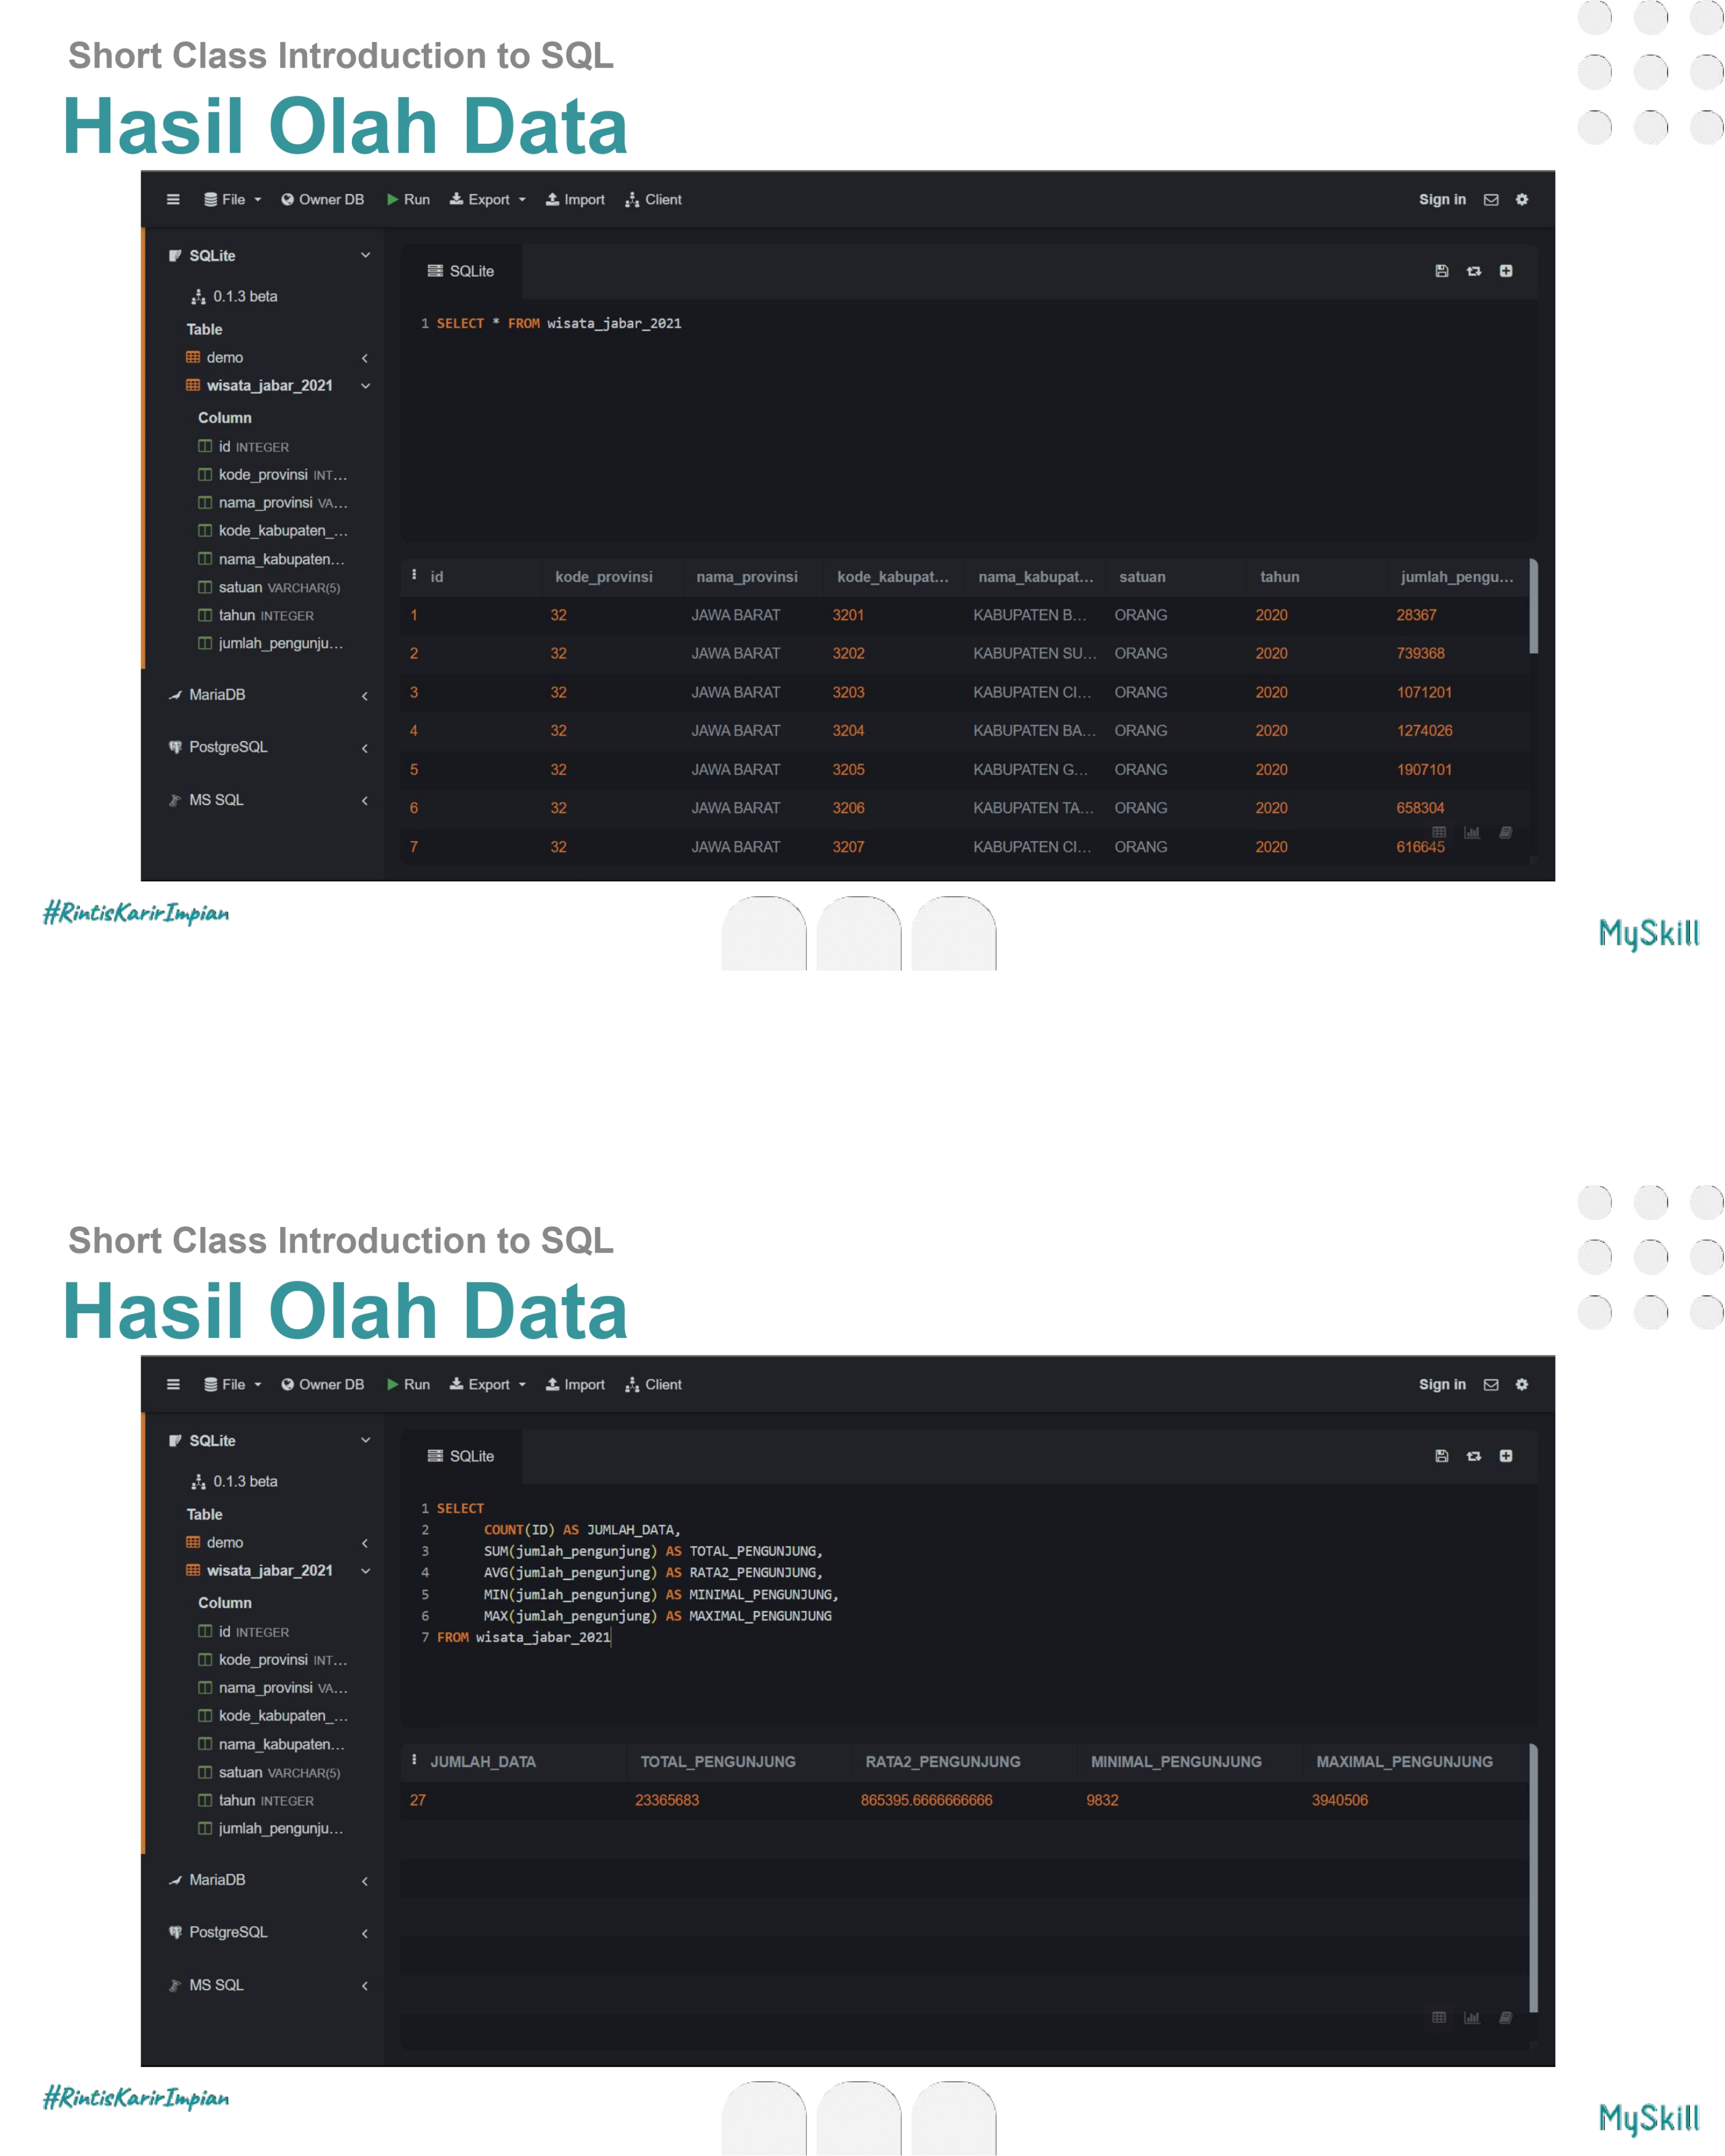 Short Class Introduction to SQL
Hasil Olah Data
File Owner DB Run Export Import Client Sign in
SQLite
0.1.3 beta
Table
demo
wisata_jabar_2021
Column
id INTEGER
kode_provinsi INT...
nama_provinsi VA...
kode_kabupaten_...
nama_kabupaten...
satuan VARCHAR(5)
tahun INTEGER
jumlah_pengunju...
MariaDB
PostgreSQL
MS SQL
SQLite
1 SELECT * FROM wisata_jabar_2021
id kode_provinsi nama_provinsi kode_kabupat... nama_kabupat... satuan tahun jumlah_pengu...
1 32 JAWA BARAT 3201 KABUPATEN B... ORANG 2020 28367
2 32 JAWA BARAT 3202 KABUPATEN SU... ORANG 2020 739368
3 32 JAWA BARAT 3203 KABUPATEN CI... ORANG 2020 1071201
4 32 JAWA BARAT 3204 KABUPATEN BA... ORANG 2020 1274026
5 32 JAWA BARAT 3205 KABUPATEN G... ORANG 2020 1907101
6 32 JAWA BARAT 3206 KABUPATEN TA... ORANG 2020 658304
7 32 JAWA BARAT 3207 KABUPATEN CI... ORANG 2020 616645
#RintisKarirImpian
MySkill
Short Class Introduction to SQL
Hasil Olah Data
File Owner DB Run Export Import Client Sign in
SQLite
0.1.3 beta
Table
demo
wisata_jabar_2021
Column
id INTEGER
kode_provinsi INT...
nama_provinsi VA...
kode_kabupaten_...
nama_kabupaten...
satuan VARCHAR(5)
tahun INTEGER
jumlah_pengunju...
MariaDB
PostgreSQL
MS SQL
SQLite
1 SELECT
2 COUNT(ID) AS JUMLAH_DATA,
3 SUM(jumlah_pengunjung) AS TOTAL_PENGUNJUNG,
4 AVG(jumlah_pengunjung) AS RATA2_PENGUNJUNG,
5 MIN(jumlah_pengunjung) AS MINIMAL_PENGUNJUNG,
6 MAX(jumlah_pengunjung) AS MAXIMAL_PENGUNJUNG
7 FROM wisata_jabar_2021
JUMLAH_DATA TOTAL_PENGUNJUNG RATA2_PENGUNJUNG MINIMAL_PENGUNJUNG MAXIMAL_PENGUNJUNG
27 23365683 865395.6666666666 9832 3940506
#RintisKarirImpian
MySkill